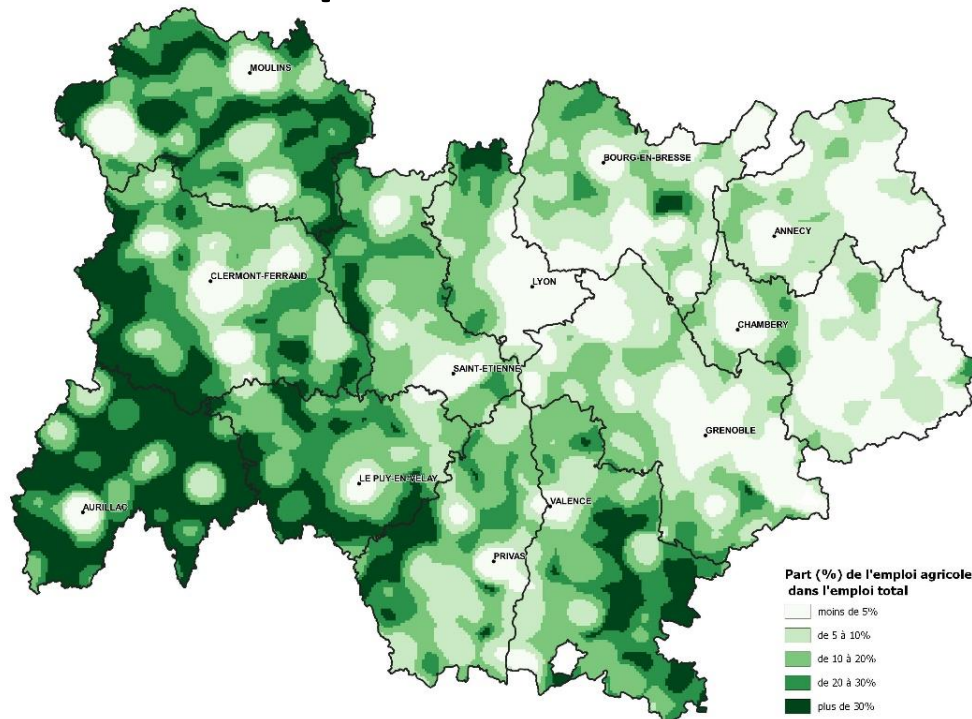 MOULINS
BOURG-EN-BRESSE
ANNECY
CLERMONT-FERRAND
LYON
CHAMBERY
SAINT-ETIENNE
GRENOBLE
LE PUY-EN-VELAY
VALENCE
AURILLAC
PRIVAS
Part (%) de l'emploi agricole
dans l'emploi total
moins de 5%
de 5 à 10%
de 10 à 20%
de 20 à 30%
plus de 30%